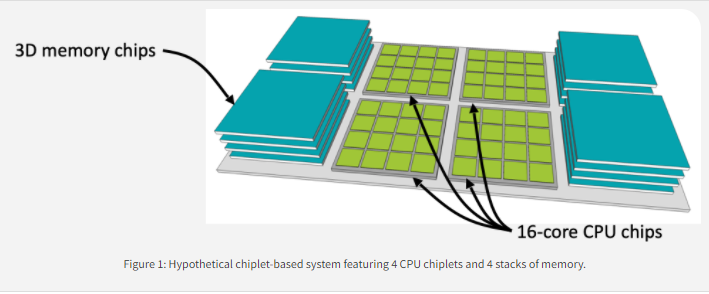 3D memory chips
16-core CPU chips
Figure 1: Hypothetical chiplet-based system featuring 4 CPU chiplets and 4 stacks of memory.